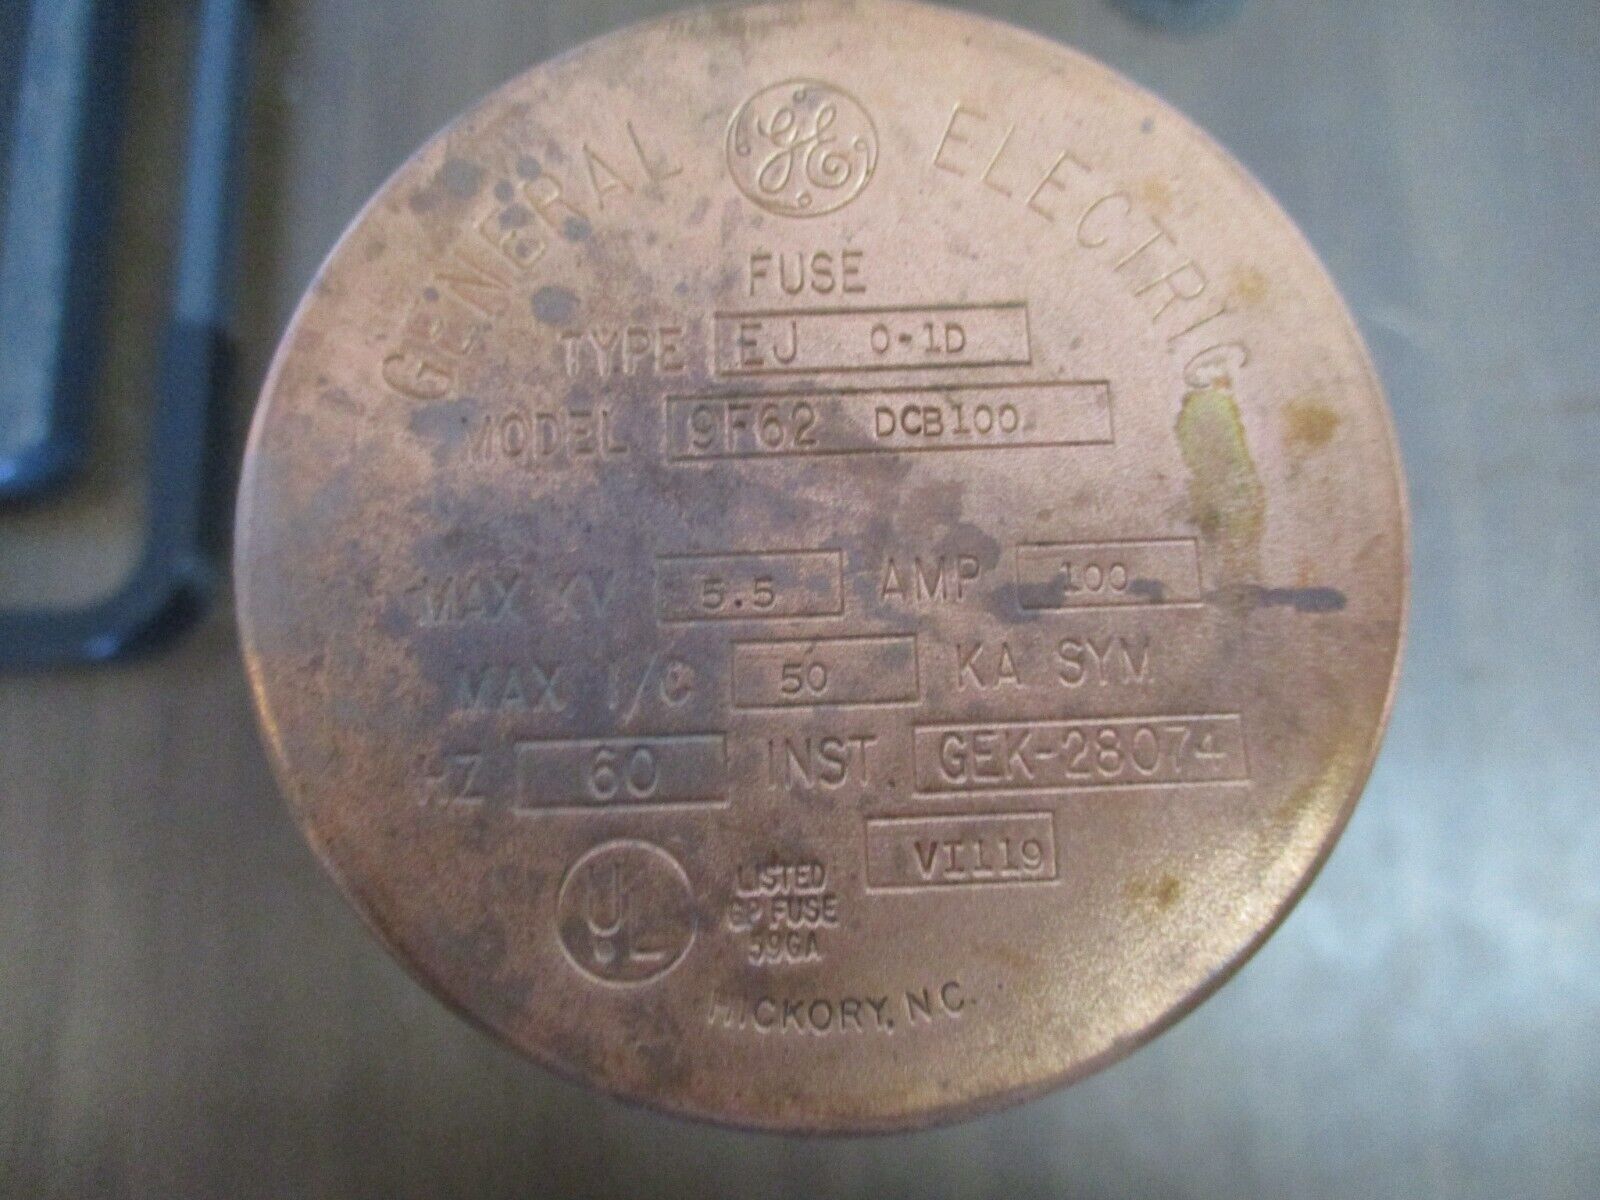 GENERAL GE ELECTRIC
FUSE
TYPE EJ 0-1D
MODEL 9F62 DCB100
MAX KV 5.5 AMP 100
MAX I/C 50 KA SYM
HZ 60 INST GEK-28074
VI119
UL LISTED
GP FUSE
59GA
HICKORY, N.C.